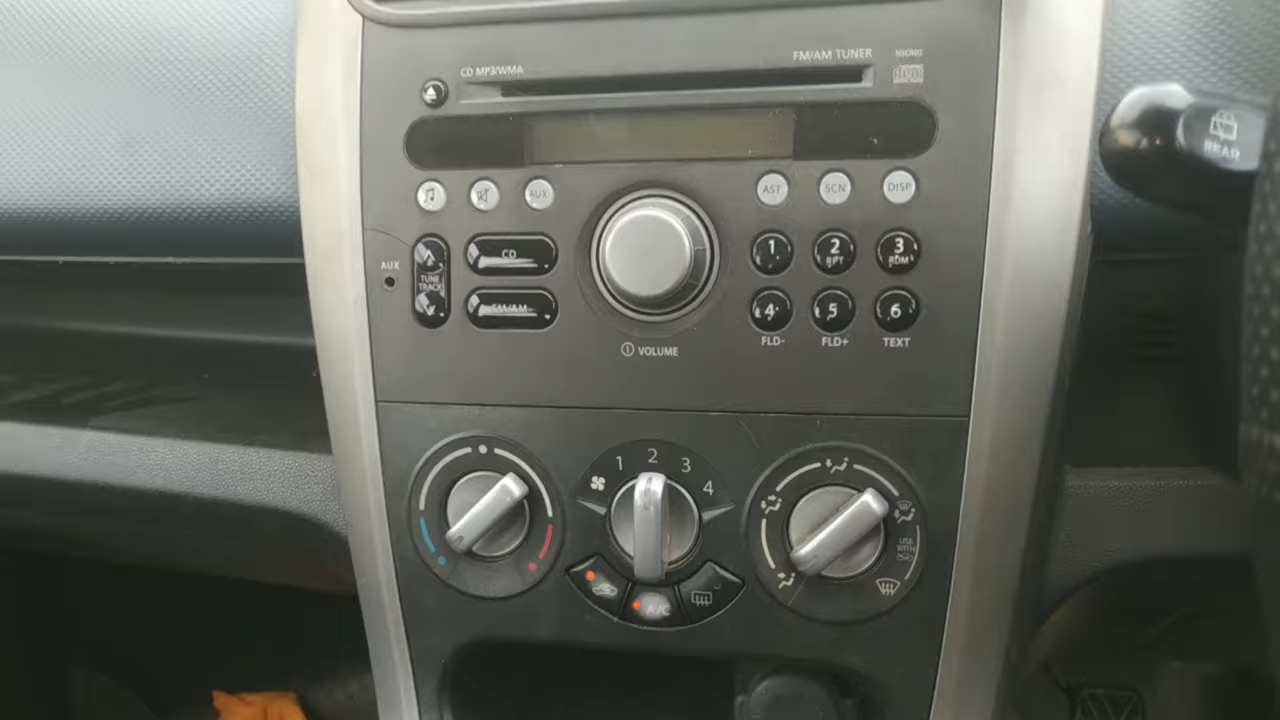 CD MP3/WMA
FM/AM TUNER
AUX
AST
SCN
DISP
REAR
AUX
TUNE
TRACK
CD
FM/AM
1
2
RPT
3
RDM
4
5
6
FLD-
FLD+
TEXT
VOLUME
1
2
3
4
USE
WITH
A/C